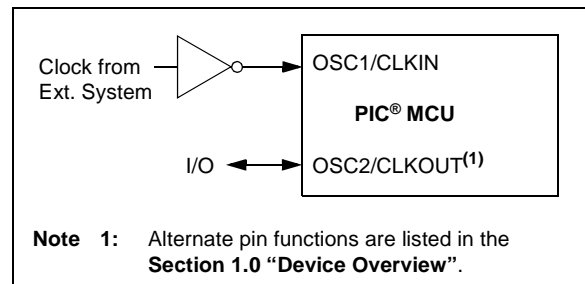 Clock from
Ext. System
OSC1/CLKIN
PIC® MCU
I/O
OSC2/CLKOUT(1)
Note 1: Alternate pin functions are listed in the
Section 1.0 “Device Overview”.